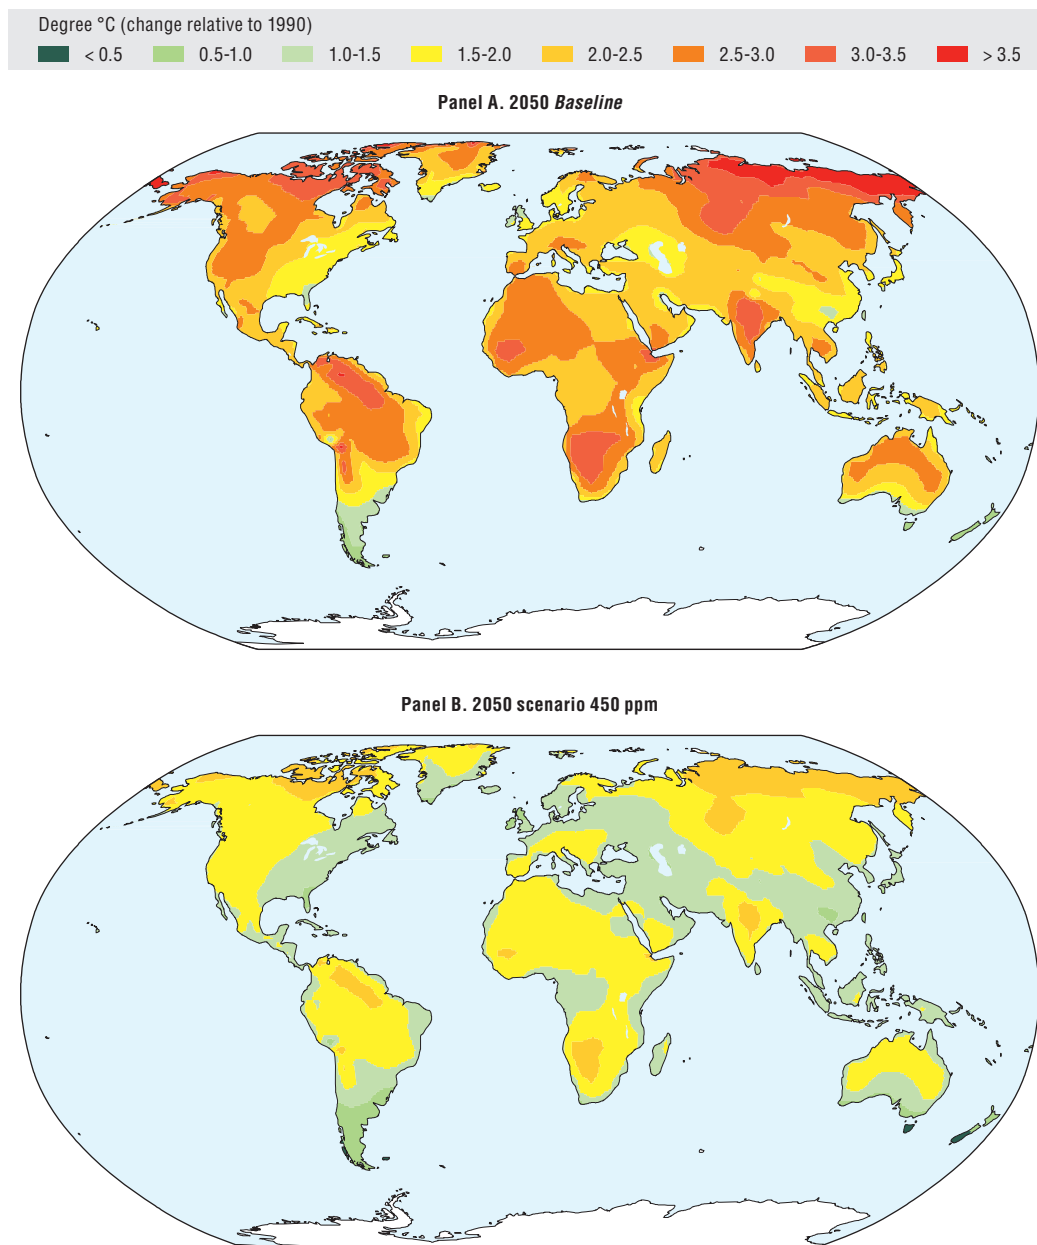 Degree °C (change relative to 1990)
< 0.5 0.5-1.0 1.0-1.5 1.5-2.0 2.0-2.5 2.5-3.0 3.0-3.5 > 3.5
Panel A. 2050 Baseline
Panel B. 2050 scenario 450 ppm